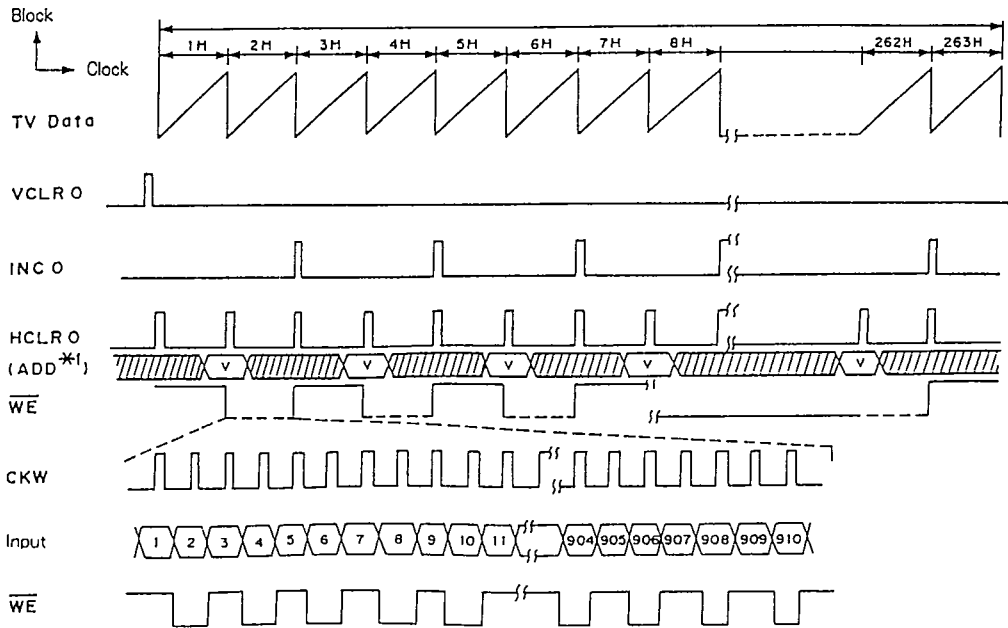 Block
Clock
1H 2H 3H 4H 5H 6H 7H 8H 262H 263H
TV Data
VCLR O
INC O
HCLR O
(ADD*1) V V V V V
WE
CKW
Input 1 2 3 4 5 6 7 8 9 10 11 904 905 906 907 908 909 910
WE